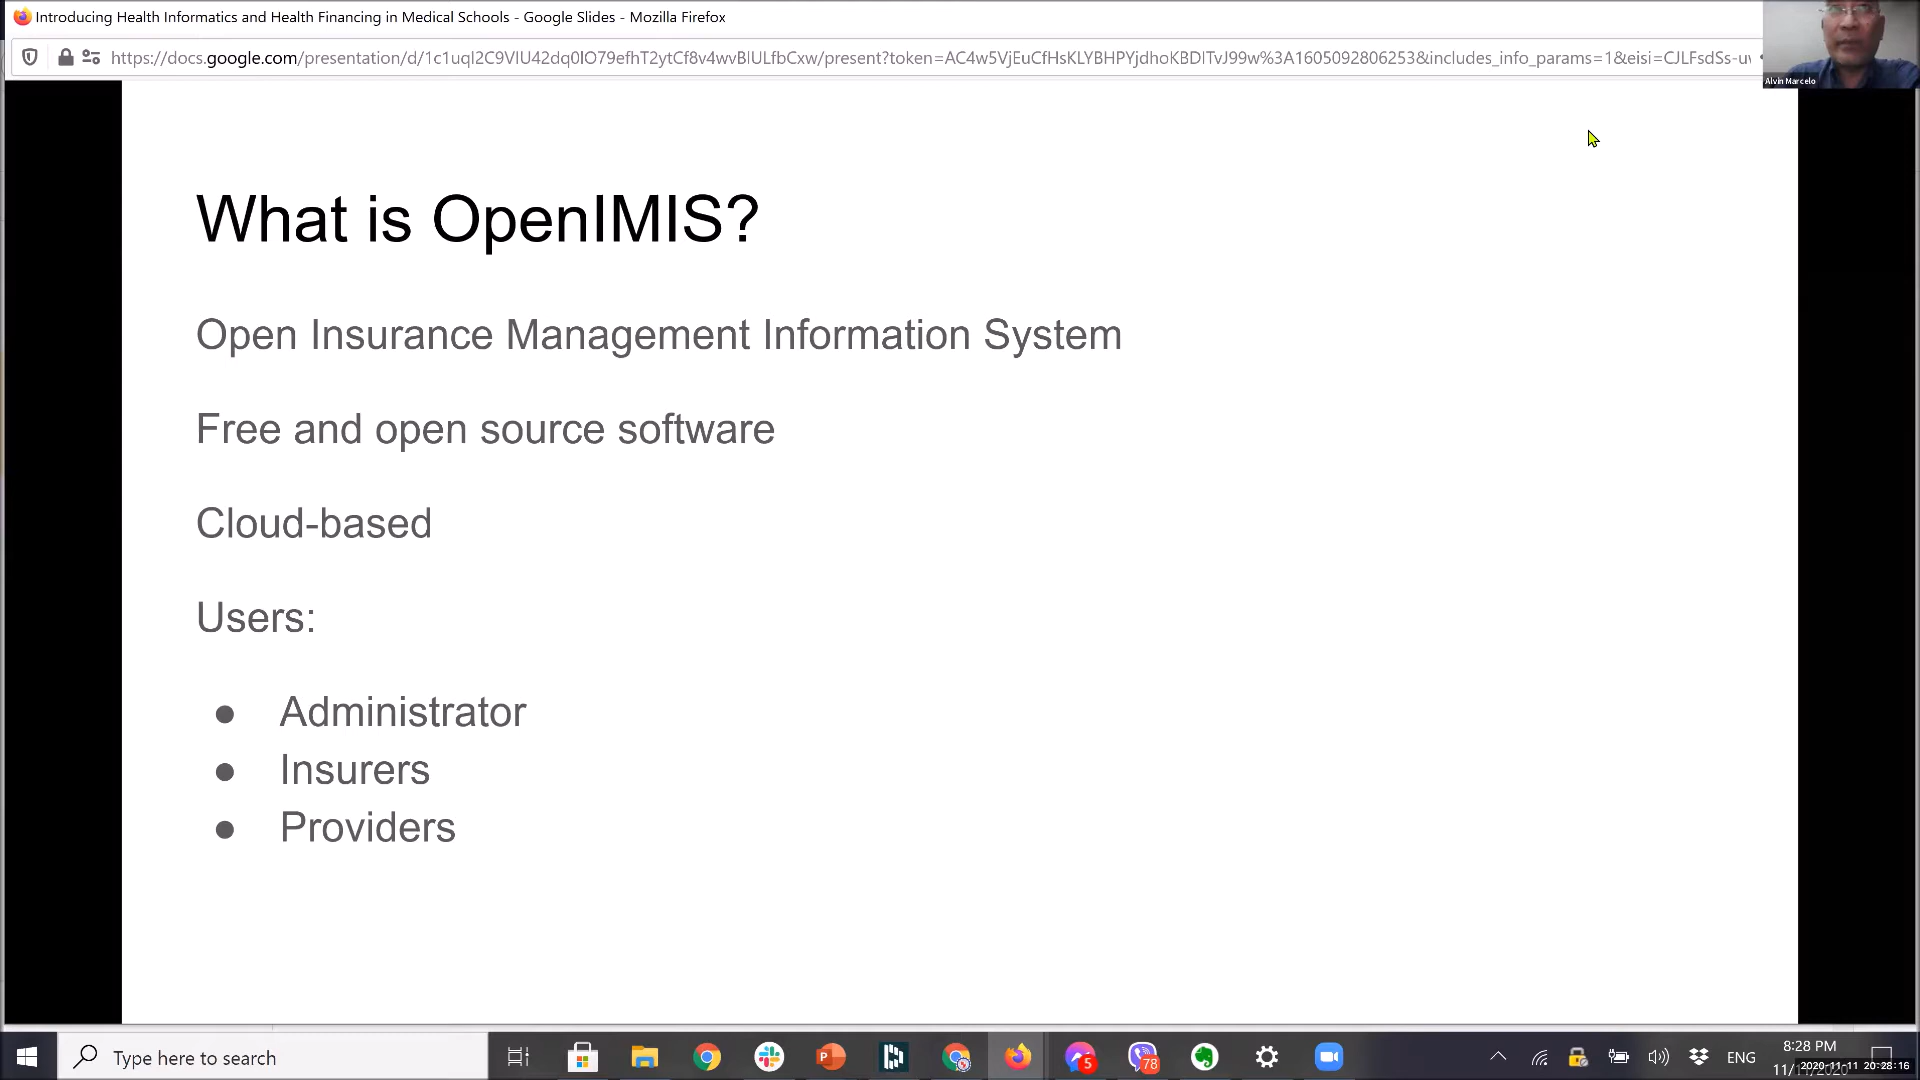 Introducing Health Informatics and Health Financing in Medical Schools - Google Slides - Mozilla Firefox
https://docs.google.com/presentation/d/1c1uql2C9VIU42dq0lO79efhT2ytCf8v4wvBlULfbCxw/present?token=AC4w5VjEuCfHsKLYBHPYjdhoKBDlTvJ99w%3A1605092806253&includes_info_params=1&eisi=CJLFsdSs-uv
Alvin Marcelo
What is OpenIMIS?
Open Insurance Management Information System
Free and open source software
Cloud-based
Users:
● Administrator
● Insurers
● Providers
Type here to search
5
78
ENG
8:28 PM
2020-11-11 20:28:16